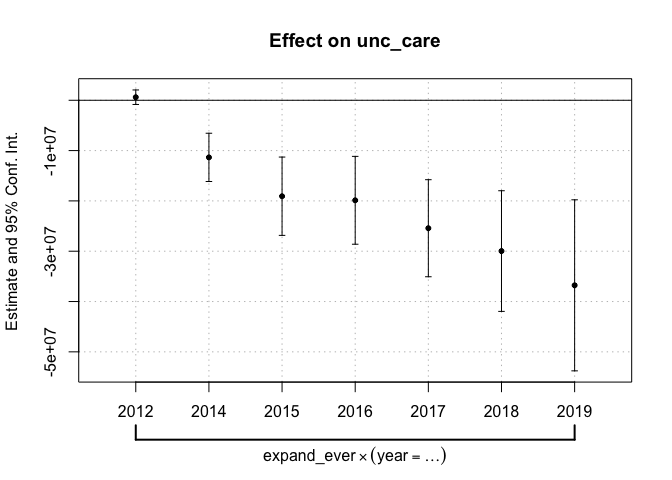 Effect on unc_care
Estimate and 95% Conf. Int.
-1e+07
-3e+07
-5e+07
2012 2014 2015 2016 2017 2018 2019
expand_ever × (year = …)